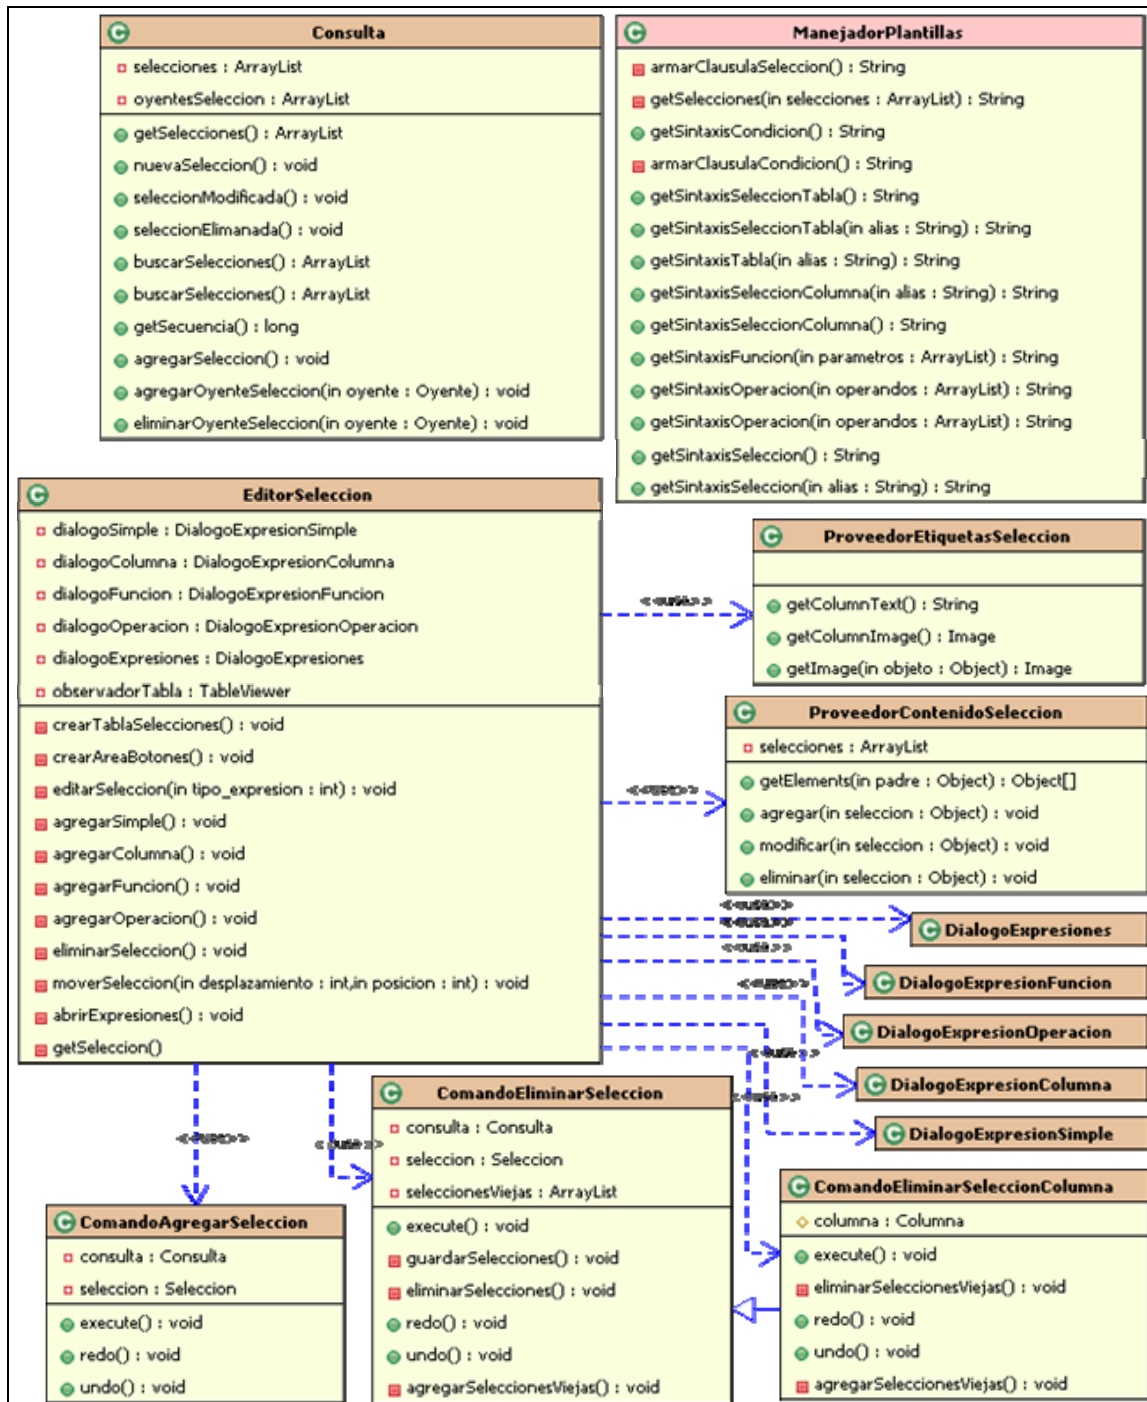 Consulta
selecciones : ArrayList
oyentesSeleccion : ArrayList
getSelecciones() : ArrayList
nuevaSeleccion() : void
seleccionModificada() : void
seleccionElimanada() : void
buscarSelecciones() : ArrayList
buscarSelecciones() : ArrayList
getSecuencia() : long
agregarSeleccion() : void
agregarOyenteSeleccion(in oyente : Oyente) : void
eliminarOyenteSeleccion(in oyente : Oyente) : void
ManejadorPlantillas
armarClausulaSeleccion() : String
getSelecciones(in selecciones : ArrayList) : String
getSintaxisCondicion() : String
armarClausulaCondicion() : String
getSintaxisSeleccionTabla() : String
getSintaxisSeleccionTabla(in alias : String) : String
getSintaxisTabla(in alias : String) : String
getSintaxisSeleccionColumna(in alias : String) : String
getSintaxisSeleccionColumna() : String
getSintaxisFuncion(in parametros : ArrayList) : String
getSintaxisOperacion(in operandos : ArrayList) : String
getSintaxisOperacion(in operandos : ArrayList) : String
getSintaxisSeleccion() : String
getSintaxisSeleccion(in alias : String) : String
EditorSeleccion
dialogoSimple : DialogoExpresionSimple
dialogoColumna : DialogoExpresionColumna
dialogoFuncion : DialogoExpresionFuncion
dialogoOperacion : DialogoExpresionOperacion
dialogoExpresiones : DialogoExpresiones
observadorTabla : TableViewer
crearTablaSelecciones() : void
crearAreaBotones() : void
editarSeleccion(in tipo_expresion : int) : void
agregarSimple() : void
agregarColumna() : void
agregarFuncion() : void
agregarOperacion() : void
eliminarSeleccion() : void
moverSeleccion(in desplazamiento : int,in posicion : int) : void
abrirExpresiones() : void
getSeleccion()
ProveedorEtiquetasSeleccion
getColumnText() : String
getColumnImage() : Image
getImage(in objeto : Object) : Image
ProveedorContenidoSeleccion
selecciones : ArrayList
getElements(in padre : Object) : Object[]
agregar(in seleccion : Object) : void
modificar(in seleccion : Object) : void
eliminar(in seleccion : Object) : void
DialogoExpresiones
DialogoExpresionFuncion
DialogoExpresionOperacion
DialogoExpresionColumna
DialogoExpresionSimple
ComandoEliminarSeleccion
consulta : Consulta
seleccion : Seleccion
seleccionesViejas : ArrayList
execute() : void
guardarSelecciones() : void
eliminarSelecciones() : void
redo() : void
undo() : void
agregarSeleccionesViejas() : void
ComandoEliminarSeleccionColumna
columna : Columna
execute() : void
eliminarSeleccionesViejas() : void
redo() : void
undo() : void
agregarSeleccionesViejas() : void
ComandoAgregarSeleccion
consulta : Consulta
seleccion : Seleccion
execute() : void
redo() : void
undo() : void